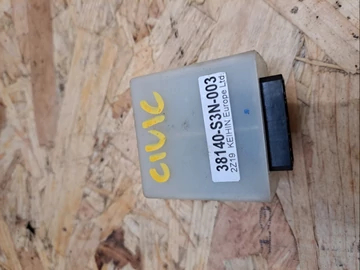 CIVIC
38140-S3N-003
2Z19 KEIHIN Europe Ltd